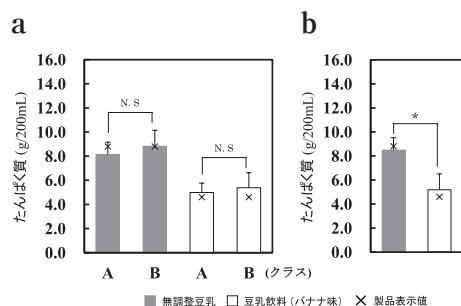 a
たんぱく質 (g/200mL)
16.0
14.0
12.0
10.0
8.0
6.0
4.0
2.0
0.0
N. S
N. S
A
B
A
B
(クラス)
b
たんぱく質 (g/200mL)
16.0
14.0
12.0
10.0
8.0
6.0
4.0
2.0
0.0
*
無調整豆乳
豆乳飲料 (バナナ味)
× 製品表示値